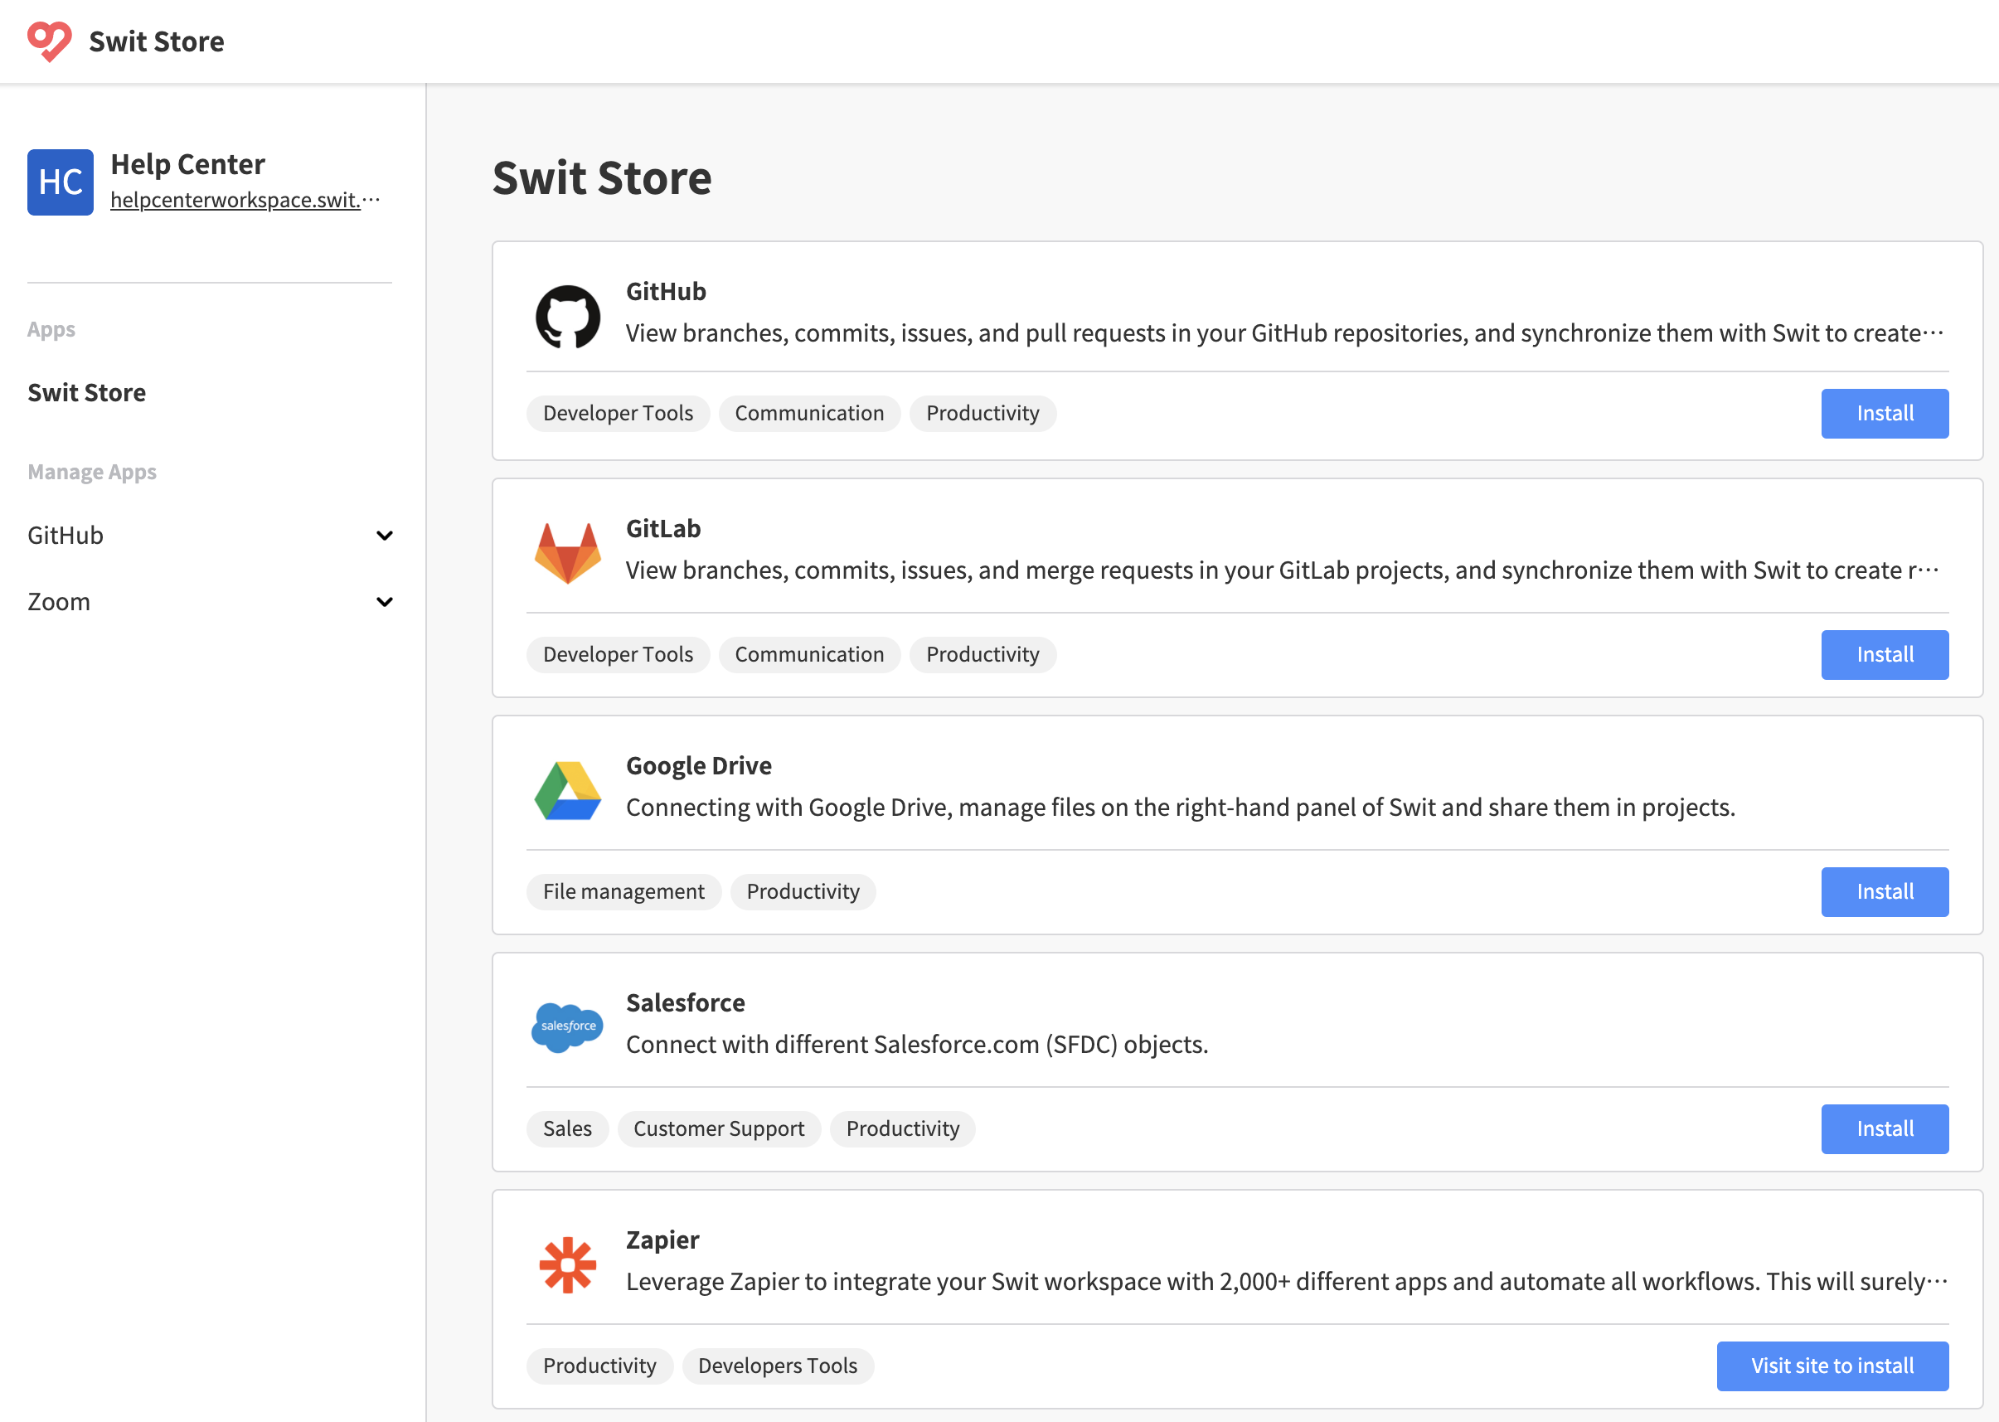 Swit Store
HC
Help Center
helpcenterworkspace.swit.···
Apps
Swit Store
Manage Apps
GitHub
Zoom
Swit Store
GitHub
View branches, commits, issues, and pull requests in your GitHub repositories, and synchronize them with Swit to create···
Developer Tools Communication Productivity Install
GitLab
View branches, commits, issues, and merge requests in your GitLab projects, and synchronize them with Swit to create r···
Developer Tools Communication Productivity Install
Google Drive
Connecting with Google Drive, manage files on the right-hand panel of Swit and share them in projects.
File management Productivity Install
salesforce
Salesforce
Connect with different Salesforce.com (SFDC) objects.
Sales Customer Support Productivity Install
Zapier
Leverage Zapier to integrate your Swit workspace with 2,000+ different apps and automate all workflows. This will surely···
Productivity Developers Tools Visit site to install